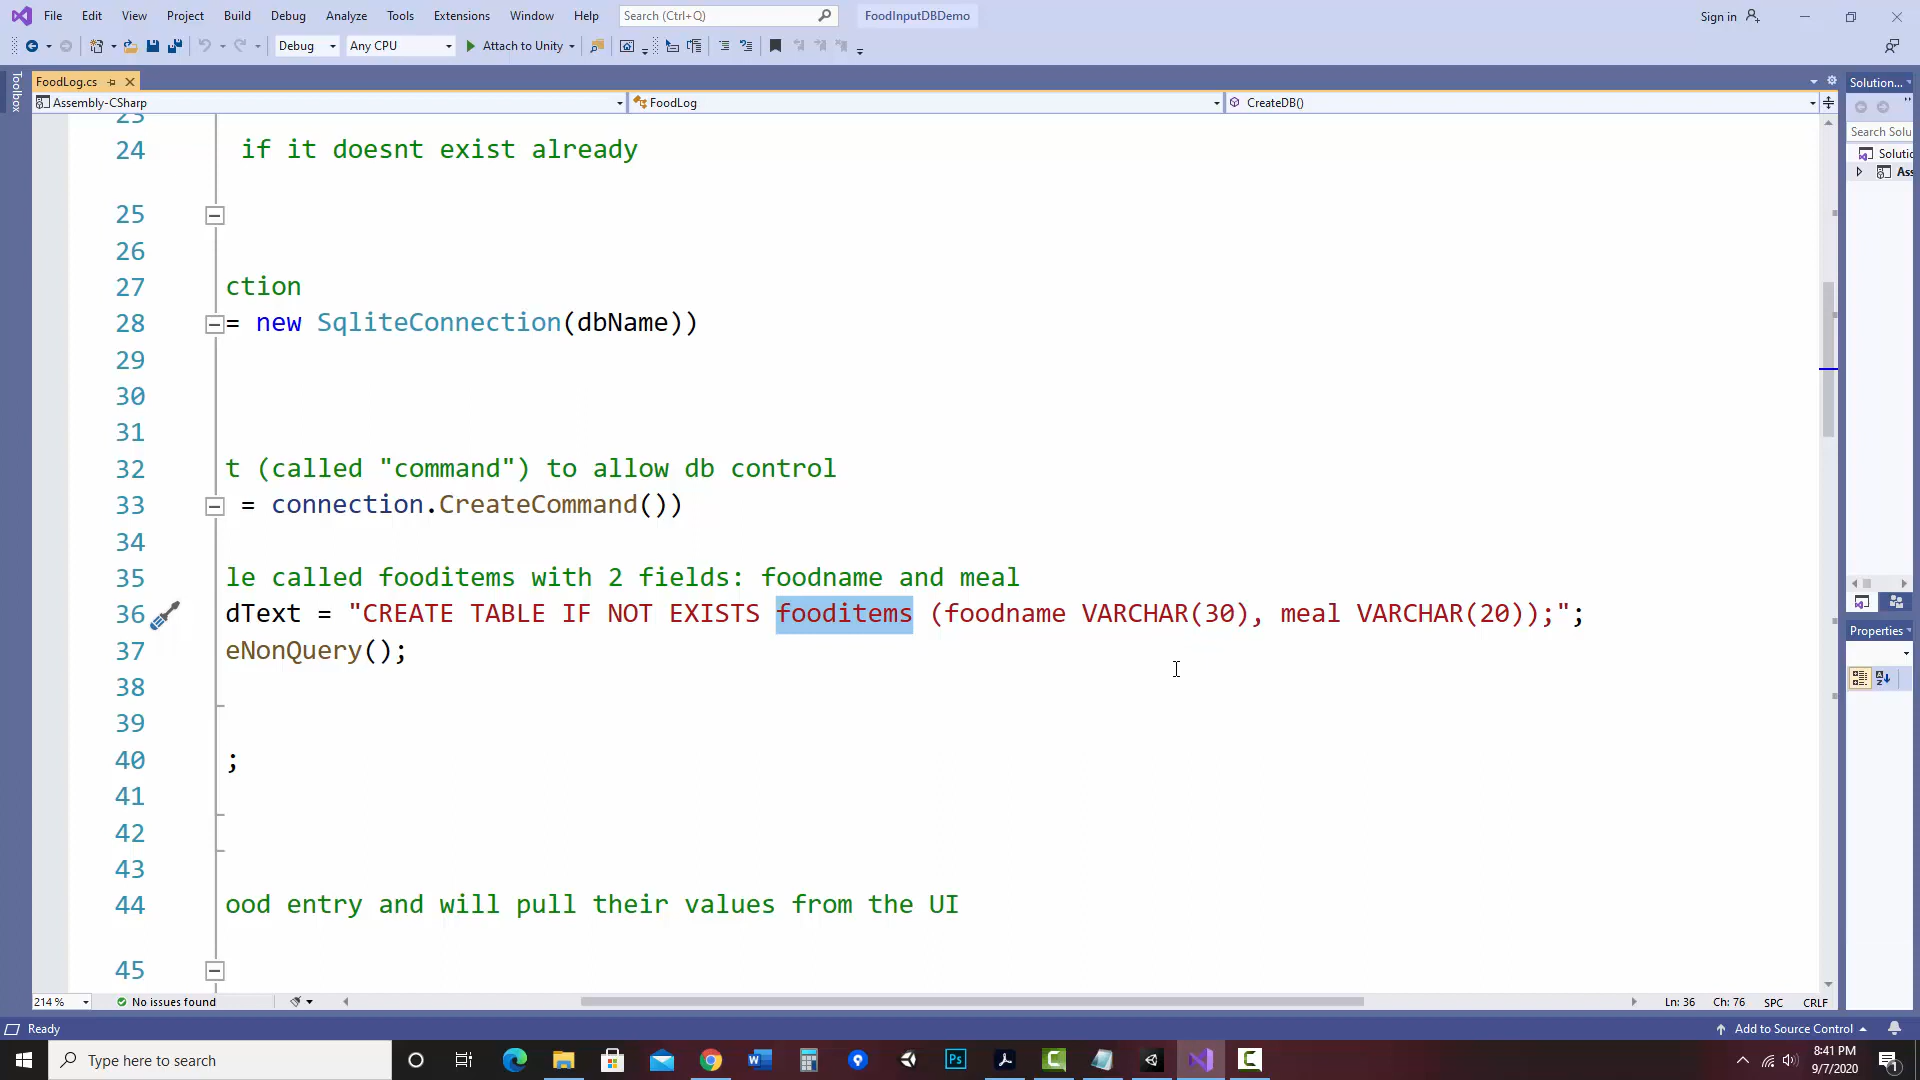 File Edit View Project Build Debug Analyze Tools Extensions Window Help Search (Ctrl+Q) FoodInputDBDemo Sign in
Debug Any CPU Attach to Unity
Toolbox
FoodLog.cs
Solution...
Assembly-CSharp FoodLog CreateDB()
Search Solu
Solutio
Ass
23
24 if it doesnt exist already
25
26
27 ction
28 = new SqliteConnection(dbName))
29
30
31
32 t (called "command") to allow db control
33 = connection.CreateCommand())
34
35 le called fooditems with 2 fields: foodname and meal
36 dText = "CREATE TABLE IF NOT EXISTS fooditems (foodname VARCHAR(30), meal VARCHAR(20));";
37 eNonQuery();
38
39
40 ;
41
42
43
44 ood entry and will pull their values from the UI
45
Properties
214 % No issues found Ln: 36 Ch: 76 SPC CRLF
Ready Add to Source Control
Type here to search
8:41 PM
9/7/2020